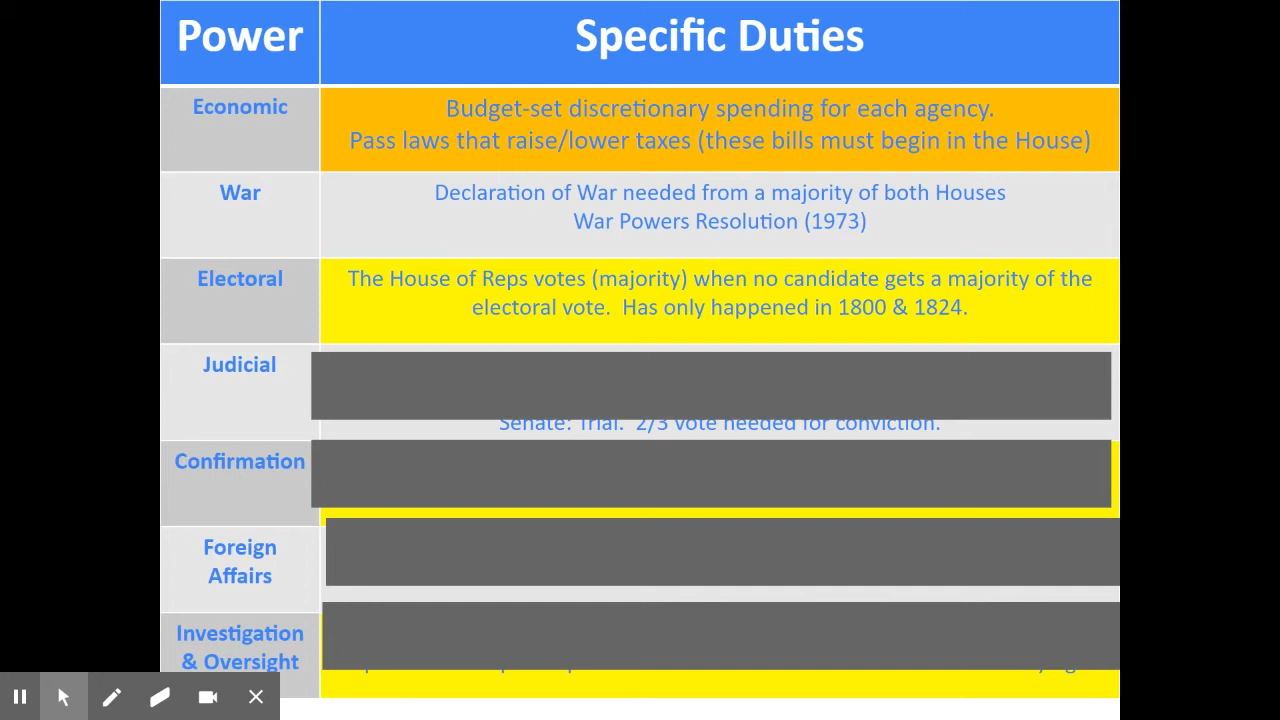 Power
Specific Duties
Economic
Budget-set discretionary spending for each agency.
Pass laws that raise/lower taxes (these bills must begin in the House)
War
Declaration of War needed from a majority of both Houses
War Powers Resolution (1973)
Electoral
The House of Reps votes (majority) when no candidate gets a majority of the
electoral vote.  Has only happened in 1800 & 1824.
Judicial
Senate: Trial.  2/3 vote needed for conviction.
Confirmation
Foreign
Affairs
Investigation
& Oversight